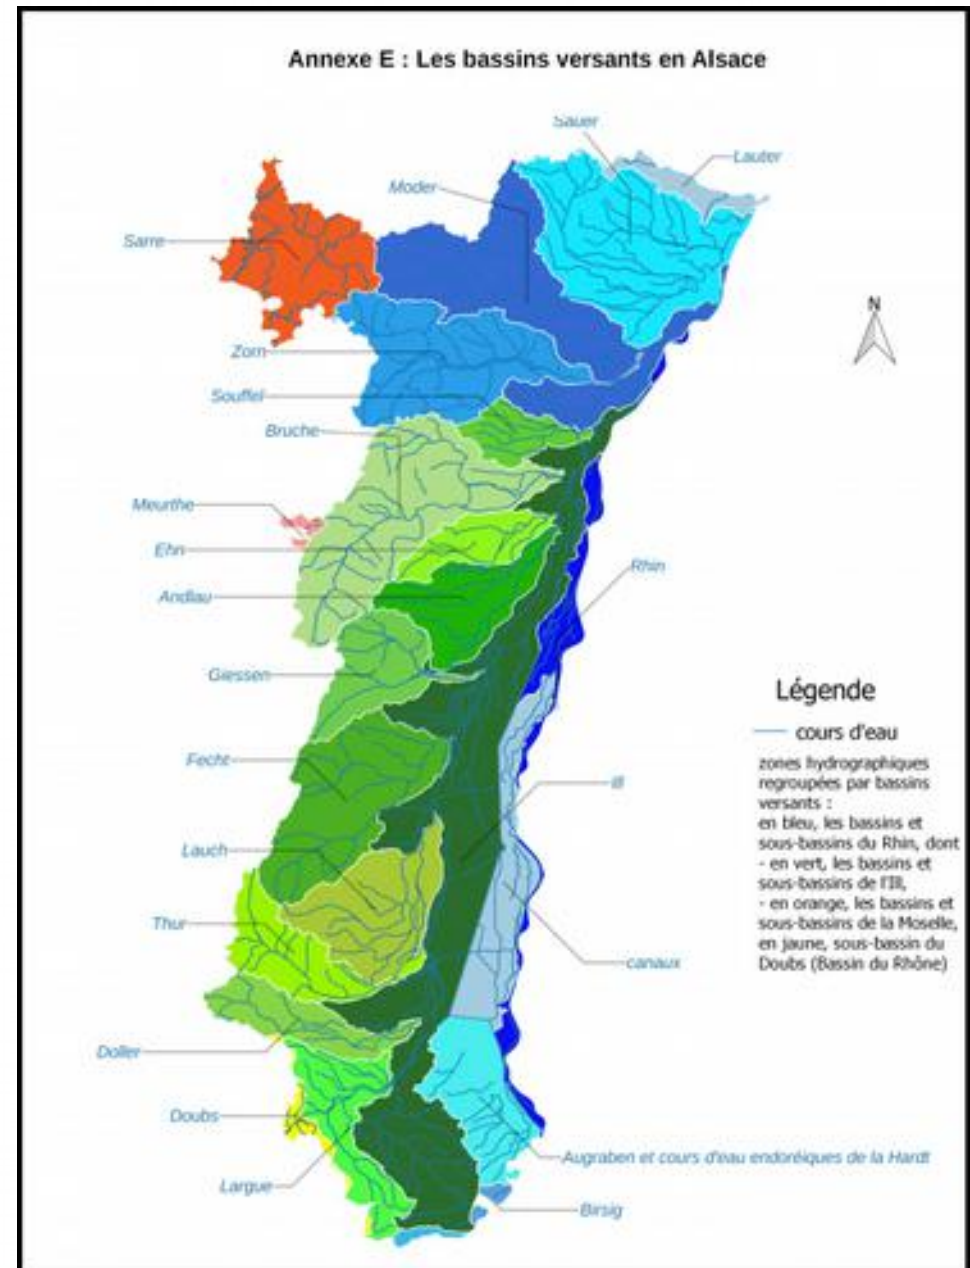 Annexe E : Les bassins versants en Alsace
Sauer
Lauter
Moder
Sarre
N
Zorn
Souffel
Bruche
Meurthe
Ehn
Rhin
Andlau
Giessen
Légende
cours d'eau
zones hydrographiques
regroupées par bassins
versants :
en bleu, les bassins et
sous-bassins du Rhin, dont
- en vert, les bassins et
sous-bassins de l'Ill,
- en orange, les bassins et
sous-bassins de la Moselle,
en jaune, sous-bassin du
Doubs (Bassin du Rhône)
Fecht
Ill
Lauch
Thur
canaux
Doller
Doubs
Augraben et cours d'eau endoréiques de la Hardt
Largue
Birsig